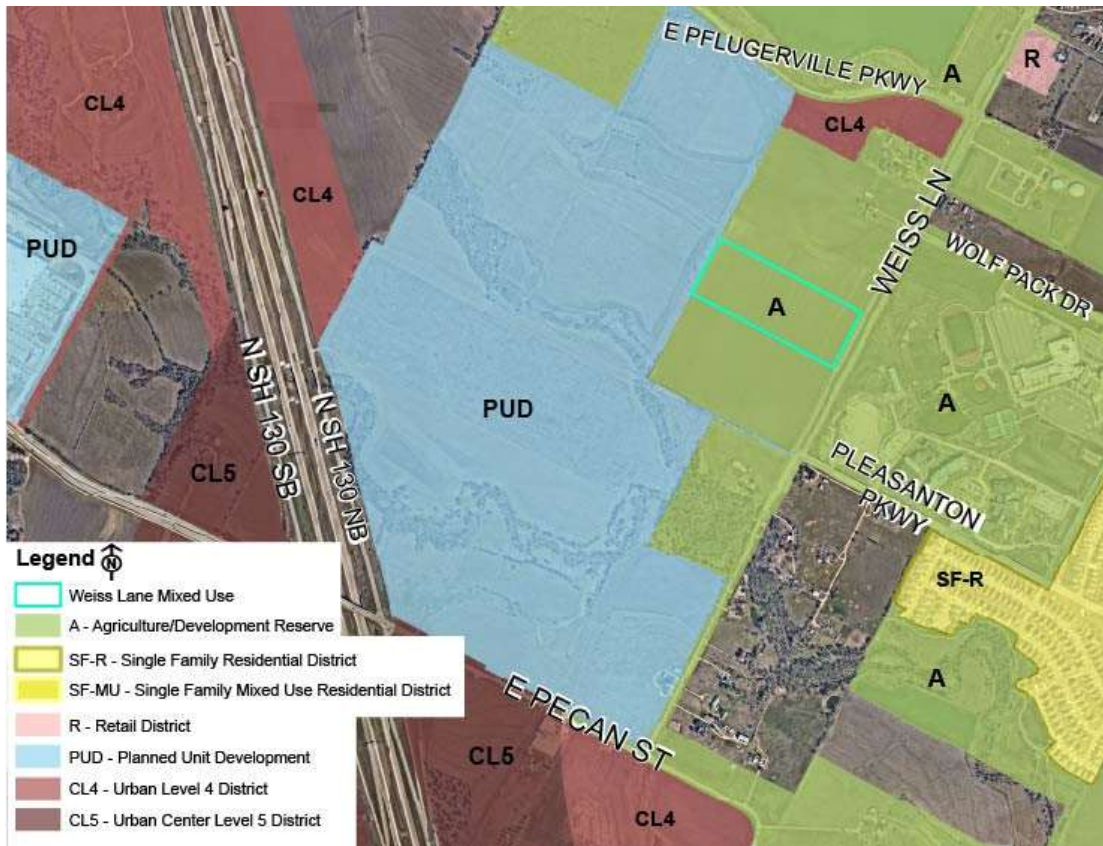 E PFLUGERVILLE PKWY
A
R
CL4
CL4
CL4
WEISS LN
PUD
WOLF PACK DR
A
PUD
A
N SH 130 SB
N SH 130 NB
CL5
PLEASANTON
PKWY
SF-R
A
E PECAN ST
CL5
CL4
Legend
N
Weiss Lane Mixed Use
A - Agriculture/Development Reserve
SF-R - Single Family Residential District
SF-MU - Single Family Mixed Use Residential District
R - Retail District
PUD - Planned Unit Development
CL4 - Urban Level 4 District
CL5 - Urban Center Level 5 District